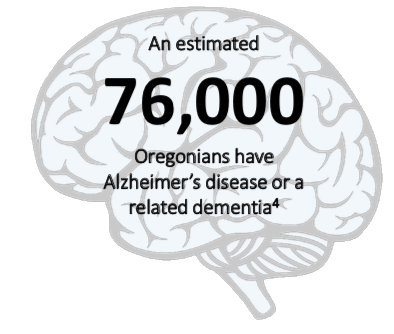 An estimated
76,000
Oregonians have
Alzheimer's disease or a
related dementia⁴